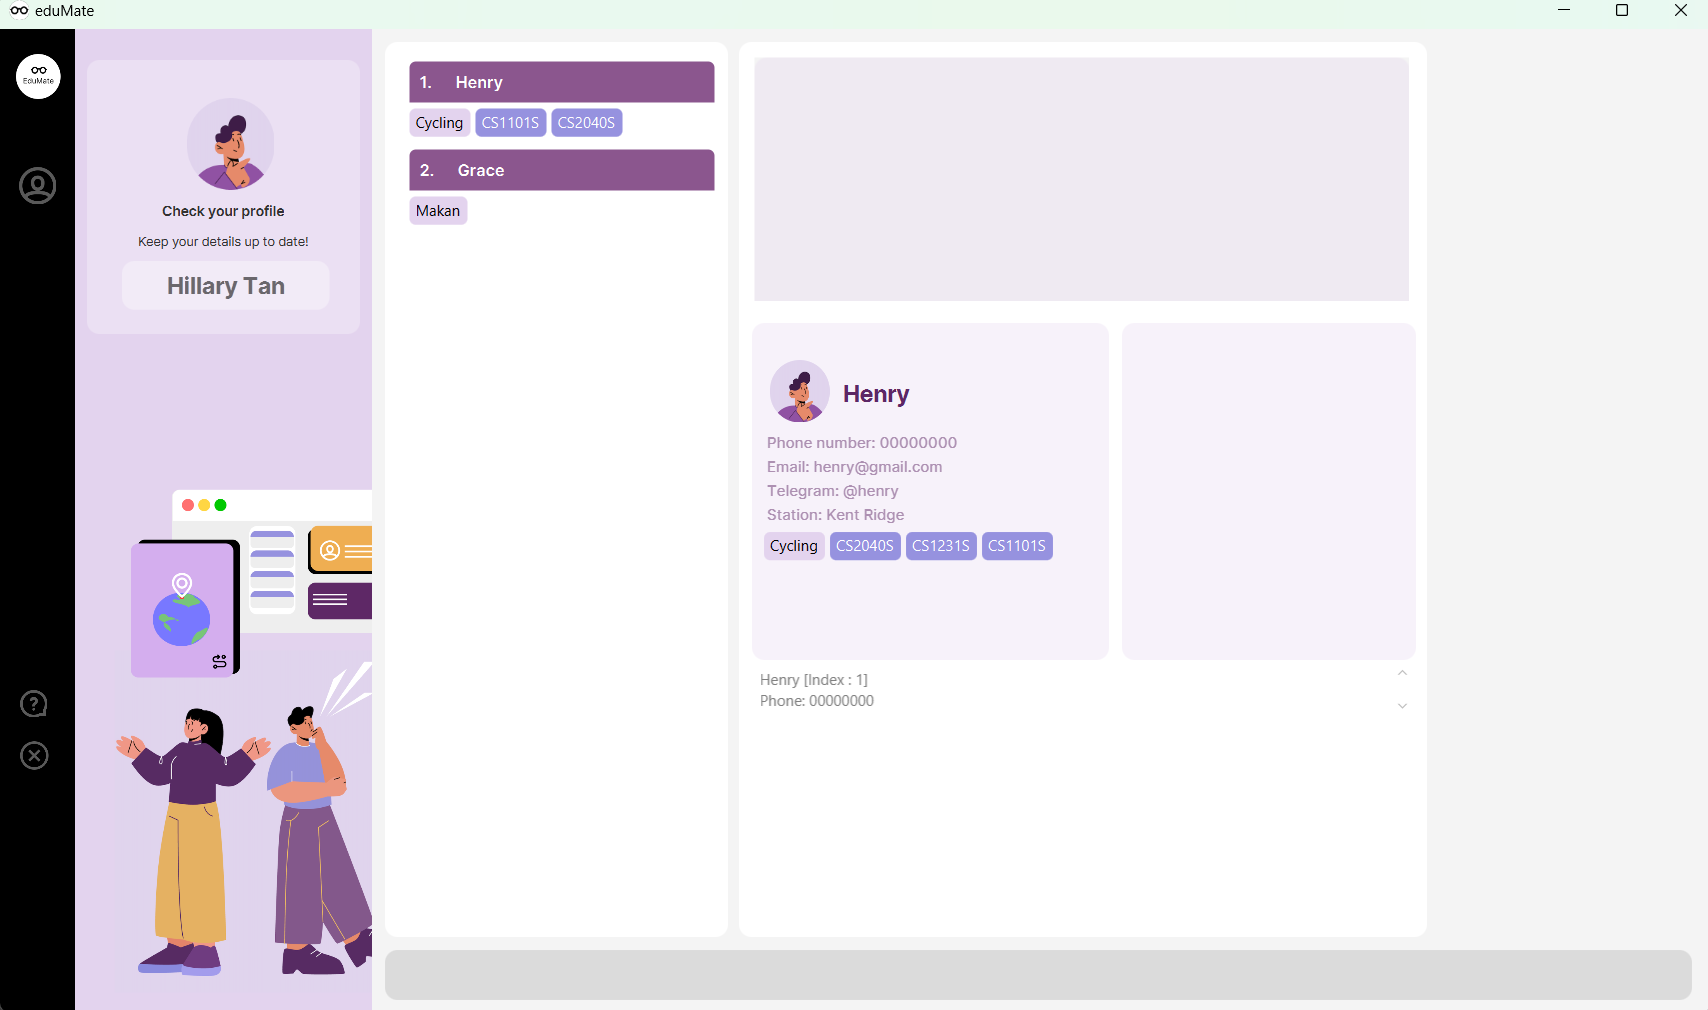 eduMate
EduMate
Check your profile
Keep your details up to date!
Hillary Tan
1. Henry
Cycling CS1101S CS2040S
2. Grace
Makan
Henry
Phone number: 00000000
Email: henry@gmail.com
Telegram: @henry
Station: Kent Ridge
Cycling CS2040S CS1231S CS1101S
Henry [Index : 1]
Phone: 00000000